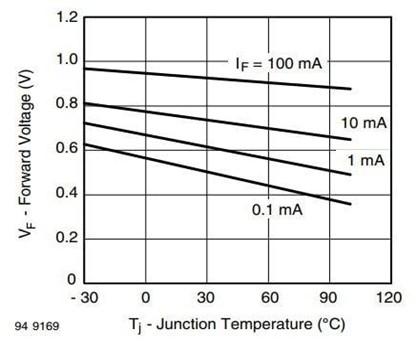 1.2
1.0
0.8
0.6
0.4
0.2
0
V_F - Forward Voltage (V)
I_F = 100 mA
10 mA
1 mA
0.1 mA
- 30 0 30 60 90 120
94 9169
T_j - Junction Temperature (°C)